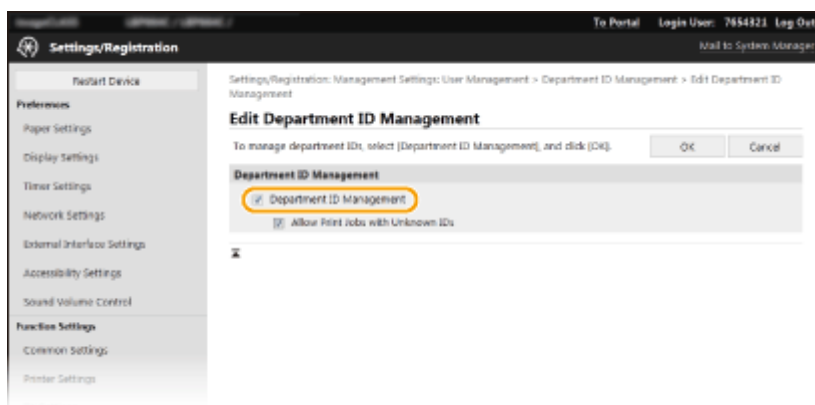 To Portal Login User: 7654321 Log Out
Settings/Registration
Mail to System Manager
Restart Device
Preferences
Paper Settings
Display Settings
Timer Settings
Network Settings
External Interface Settings
Accessibility Settings
Sound Volume Control
Function Settings
Common Settings
Printer Settings
Settings/Registration: Management Settings: User Management > Department ID Management > Edit Department ID
Management
Edit Department ID Management
To manage department IDs, select [Department ID Management], and click [OK].
OK
Cancel
Department ID Management
Department ID Management
Allow Print Jobs with Unknown IDs